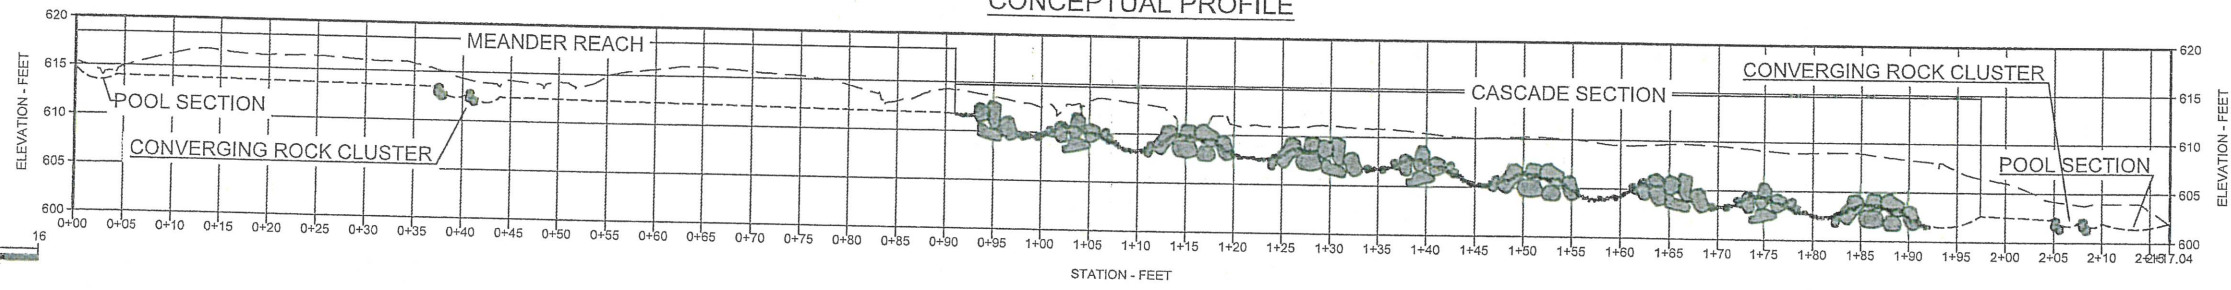 CONCEPTUAL PROFILE
620
615
610
605
600
ELEVATION - FEET
MEANDER REACH
POOL SECTION
CONVERGING ROCK CLUSTER
CASCADE SECTION
CONVERGING ROCK CLUSTER
POOL SECTION
620
615
610
605
600
ELEVATION - FEET
0+00 0+05 0+10 0+15 0+20 0+25 0+30 0+35 0+40 0+45 0+50 0+55 0+60 0+65 0+70 0+75 0+80 0+85 0+90 0+95 1+00 1+05 1+10 1+15 1+20 1+25 1+30 1+35 1+40 1+45 1+50 1+55 1+60 1+65 1+70 1+75 1+80 1+85 1+90 1+95 2+00 2+05 2+10 2+15 2+17.04
STATION - FEET
16